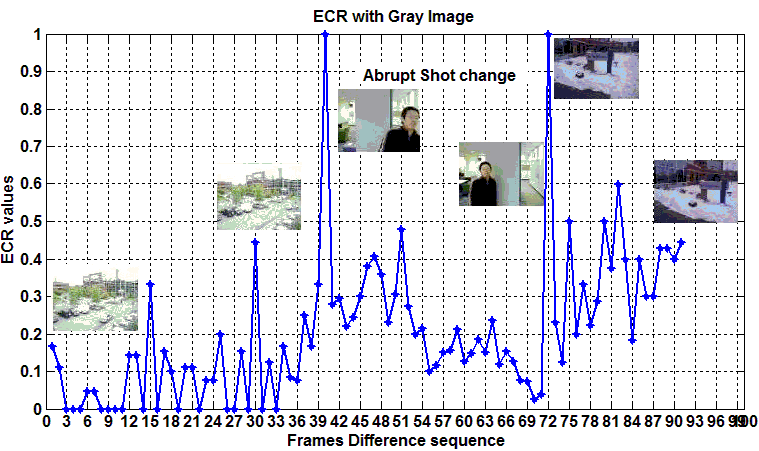 ECR with Gray Image
Abrupt Shot change
ECR values
1
0.9
0.8
0.7
0.6
0.5
0.4
0.3
0.2
0.1
0
0 3 6 9 12 15 18 21 24 27 30 33 36 39 42 45 48 51 54 57 60 63 66 69 72 75 78 81 84 87 90 93 96 99 100
Frames Difference sequence